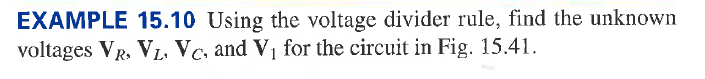 EXAMPLE 15.10 Using the voltage divider rule, find the unknown
voltages V_R, V_L, V_C, and V_1 for the circuit in Fig. 15.41.